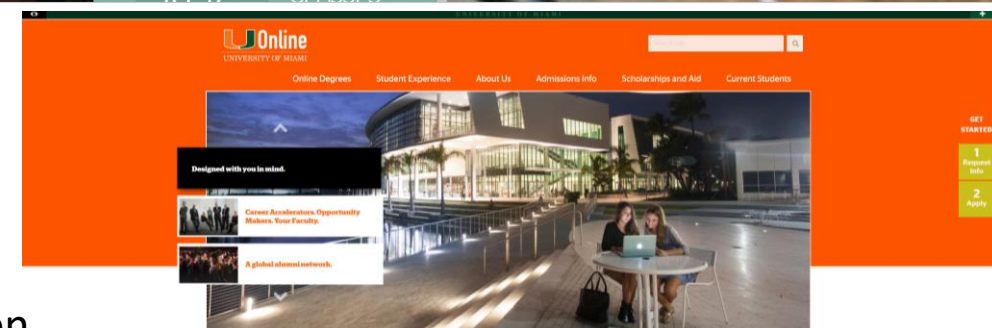 UNIVERSITY OF MIAMI
U Online
UNIVERSITY OF MIAMI
Online Degrees Student Experience About Us Admissions Info Scholarships and Aid Current Students
GET
STARTED
1
Request
Info
2
Apply
Designed with you in mind.
Career Accelerators. Opportunity
Makers. Your Faculty.
A global alumni network.